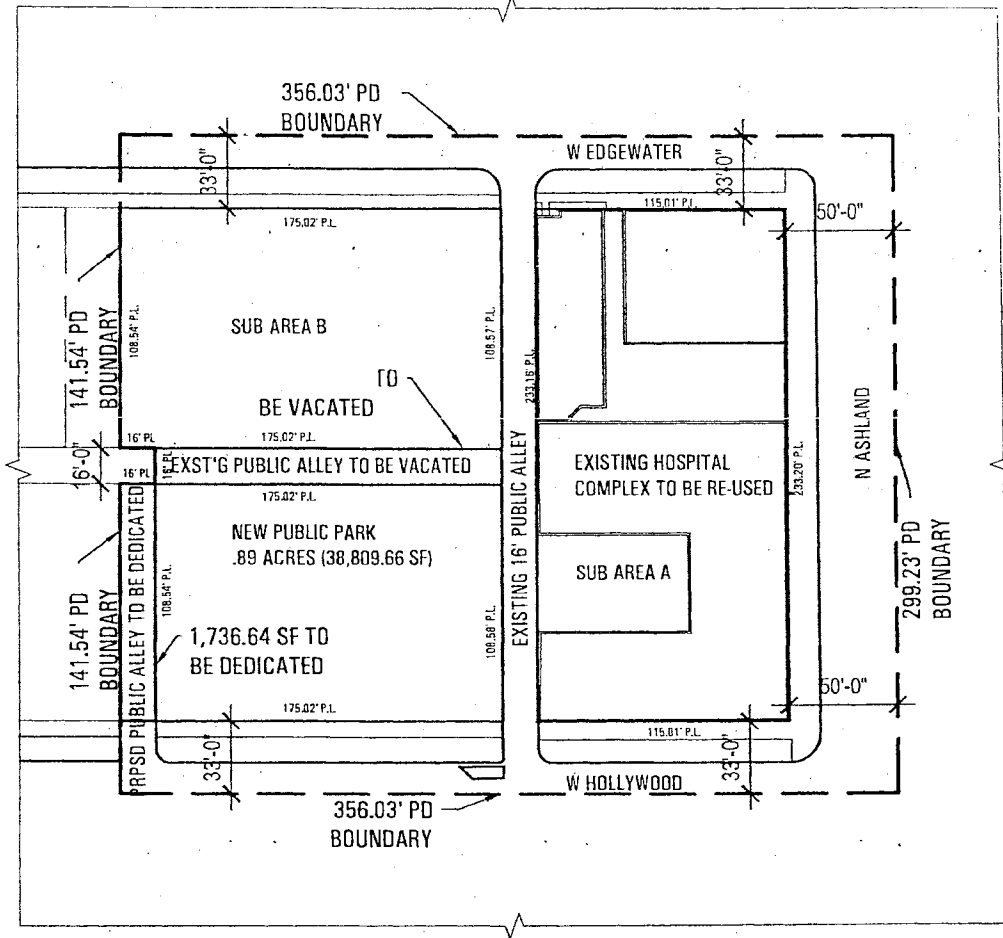 356.03' PD
BOUNDARY
W EDGEWATER
33'-0"
33'-0"
175.02' P.L.
115.01' P.L.
50'-0"
141.54' PD
BOUNDARY
108.54' P.L.
SUB AREA B
108.57' P.L.
233.16' P.L.
TO
BE VACATED
175.02' P.L.
16' PL
16'-0"
16' PL
16' PL
EXST'G PUBLIC ALLEY TO BE VACATED
175.02' P.L.
EXISTING HOSPITAL
COMPLEX TO BE RE-USED
233.20' P.L.
N ASHLAND
299.23' PD
BOUNDARY
NEW PUBLIC PARK
.89 ACRES (38,809.66 SF)
EXISTING 16' PUBLIC ALLEY
SUB AREA A
141.54' PD
BOUNDARY
PRPSD PUBLIC ALLEY TO BE DEDICATED
108.54' P.L.
1,736.64 SF TO
BE DEDICATED
108.58' P.L.
175.02' P.L.
115.01' P.L.
50'-0"
33'-0"
33'-0"
W HOLLYWOOD
356.03' PD
BOUNDARY